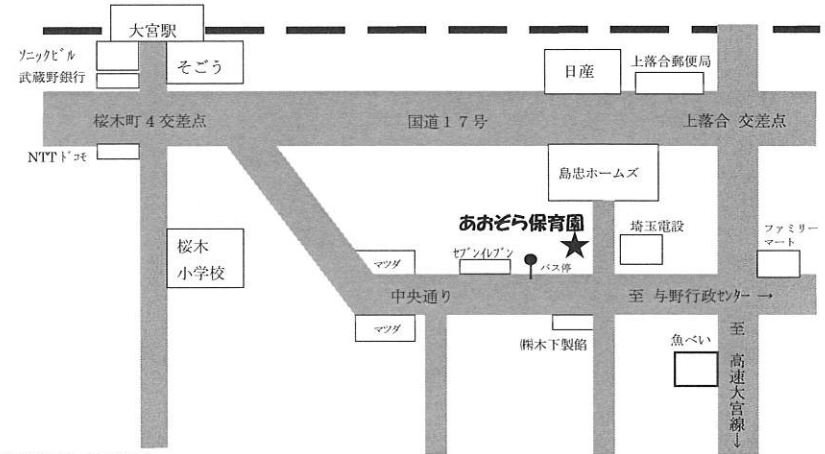 大宮駅
ソニックビル
武蔵野銀行
そごう
日産
上落合郵便局
桜木町4交差点
国道17号
上落合 交差点
NTTドコモ
島忠ホームズ
桜木
小学校
あおぞら保育園
埼玉電設
ファミリー
マート
マツダ
セブンイレブン
バス停
中央通り
至 与野行政センター→
マツダ
㈱木下製餡
魚べい
至 高速大宮線→